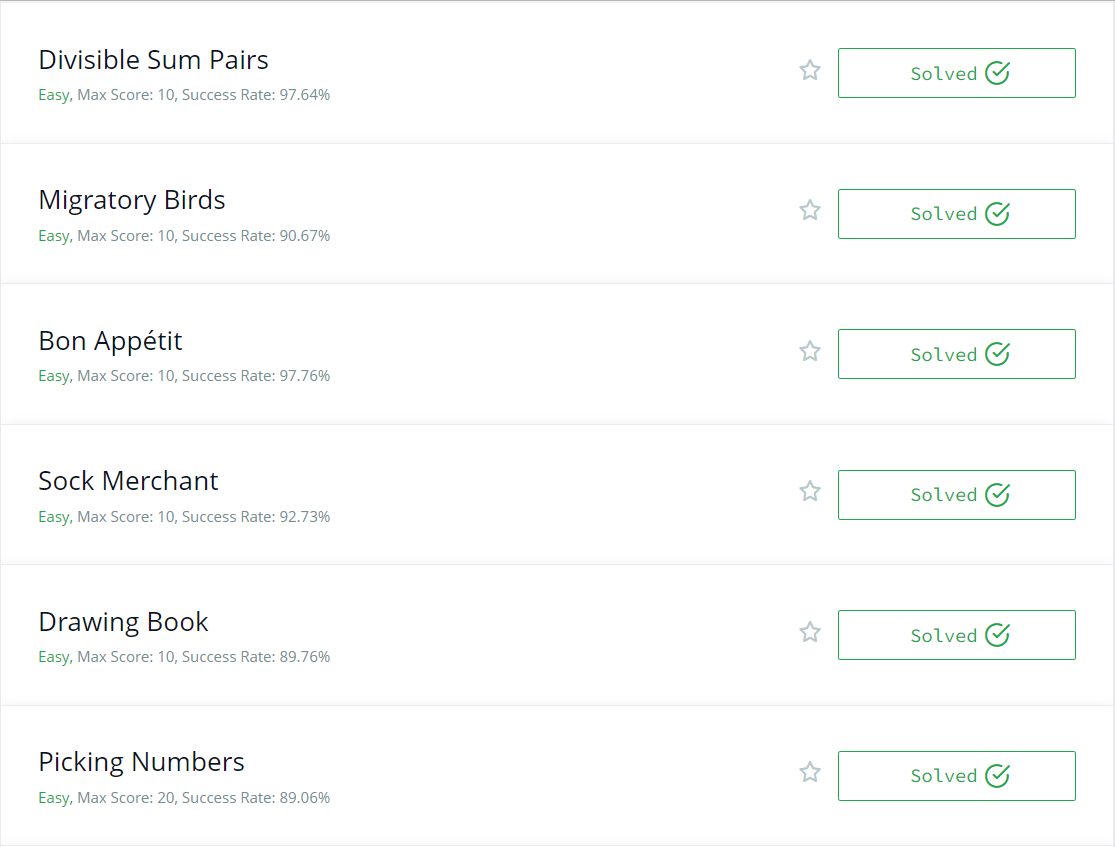 Divisible Sum Pairs
Easy, Max Score: 10, Success Rate: 97.64%
Solved
Migratory Birds
Easy, Max Score: 10, Success Rate: 90.67%
Solved
Bon Appétit
Easy, Max Score: 10, Success Rate: 97.76%
Solved
Sock Merchant
Easy, Max Score: 10, Success Rate: 92.73%
Solved
Drawing Book
Easy, Max Score: 10, Success Rate: 89.76%
Solved
Picking Numbers
Easy, Max Score: 20, Success Rate: 89.06%
Solved